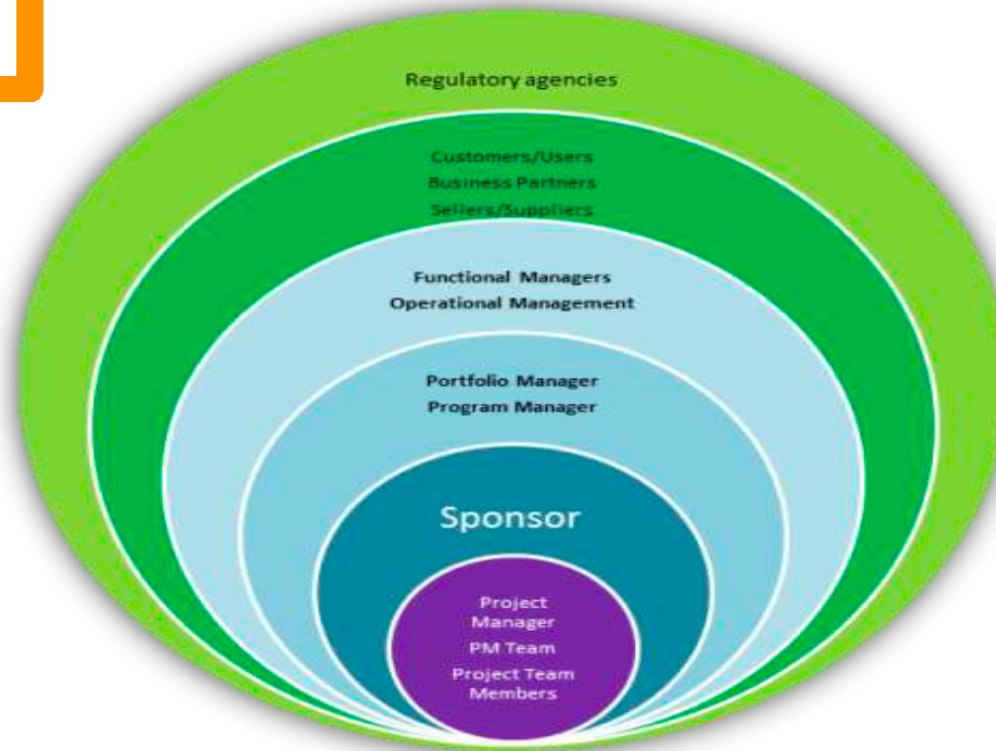 Regulatory agencies
Customers/Users
Business Partners
Sellers/Suppliers
Functional Managers
Operational Management
Portfolio Manager
Program Manager
Sponsor
Project
Manager
PM Team
Project Team
Members